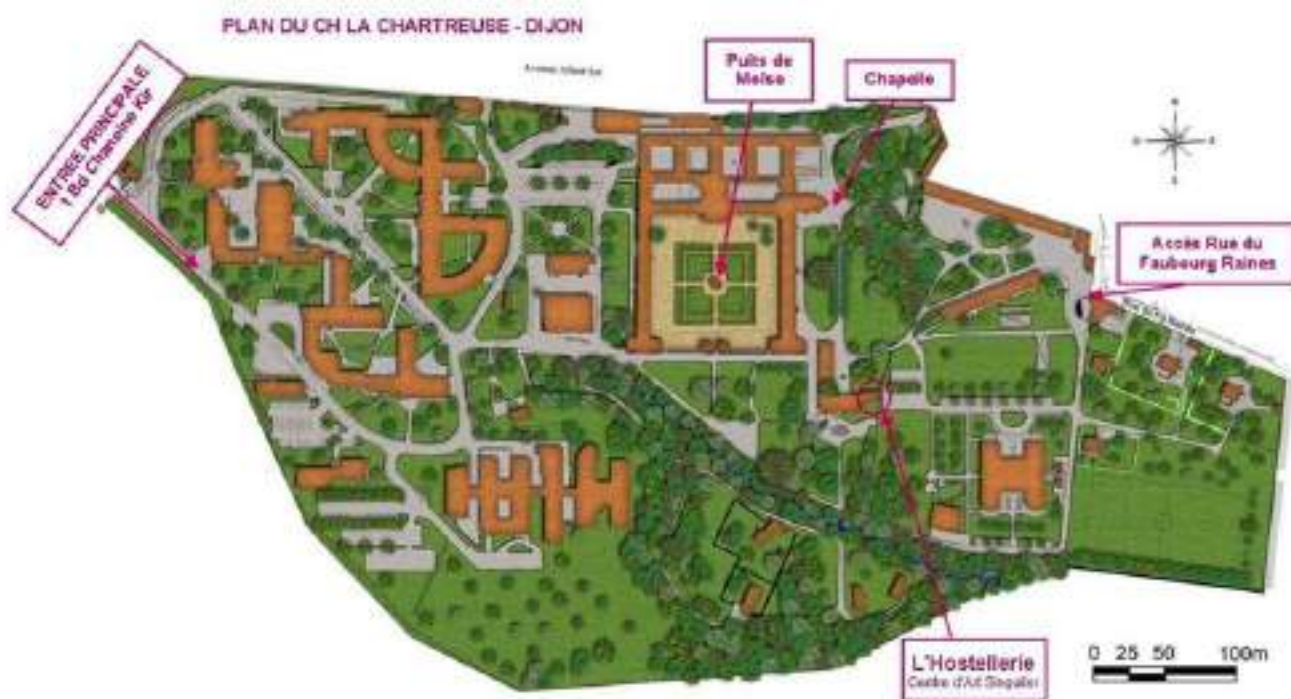 PLAN DU CH LA CHARTREUSE - DIJON
ENTREE PRINCIPALE
1 Bd Chanoine Kir
Puits de
Moïse
Chapelle
Accès Rue du
Faubourg Raines
L'Hostellerie
Centre d'Art Singulier
0 25 50 100m